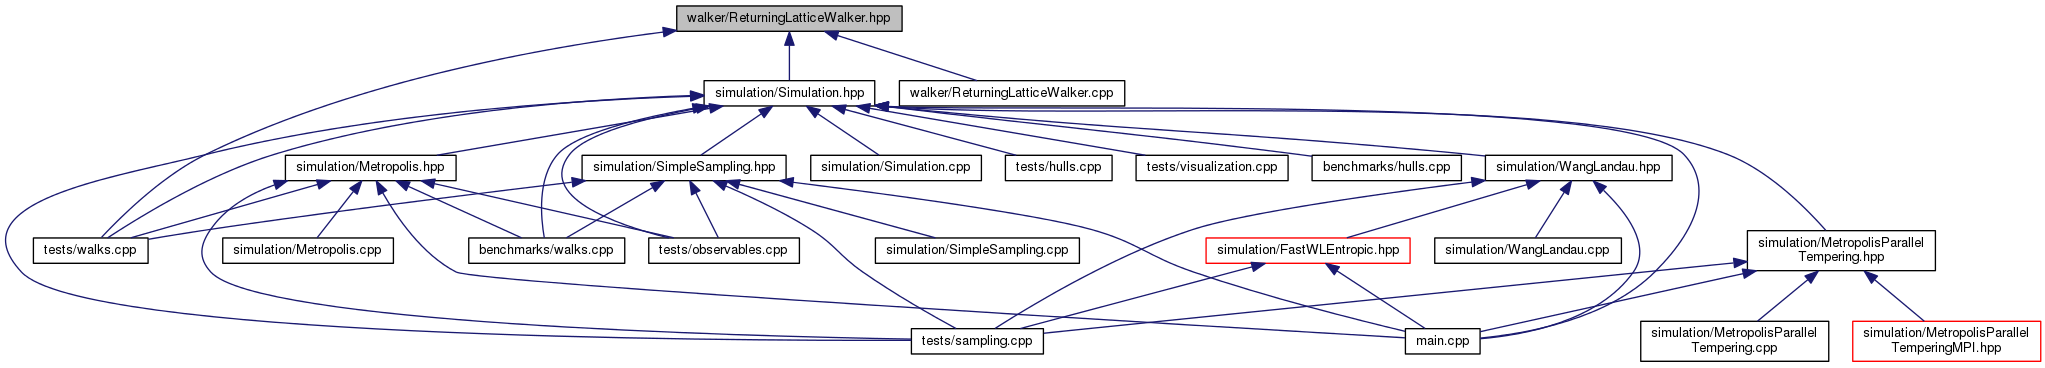 walker/ReturningLatticeWalker.hpp
simulation/Simulation.hpp
walker/ReturningLatticeWalker.cpp
simulation/Metropolis.hpp
simulation/SimpleSampling.hpp
simulation/Simulation.cpp
tests/hulls.cpp
tests/visualization.cpp
benchmarks/hulls.cpp
simulation/WangLandau.hpp
tests/walks.cpp
simulation/Metropolis.cpp
benchmarks/walks.cpp
tests/observables.cpp
simulation/SimpleSampling.cpp
simulation/FastWLEntropic.hpp
simulation/WangLandau.cpp
simulation/MetropolisParallel
Tempering.hpp
tests/sampling.cpp
main.cpp
simulation/MetropolisParallel
Tempering.cpp
simulation/MetropolisParallel
TemperingMPI.hpp